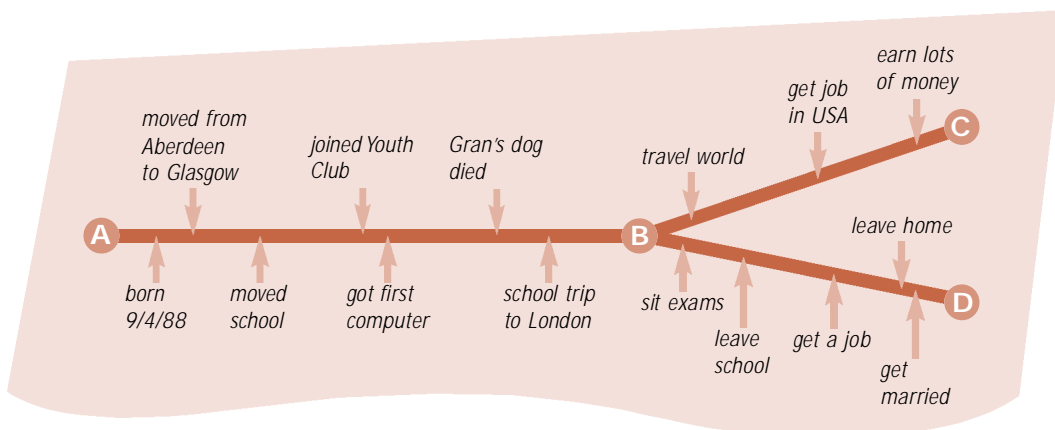 moved from
Aberdeen
to Glasgow
joined Youth
Club
Gran's dog
died
travel world
get job
in USA
earn lots
of money
C
A
B
leave home
born
9/4/88
moved
school
got first
computer
school trip
to London
sit exams
leave
school
get a job
get
married
D